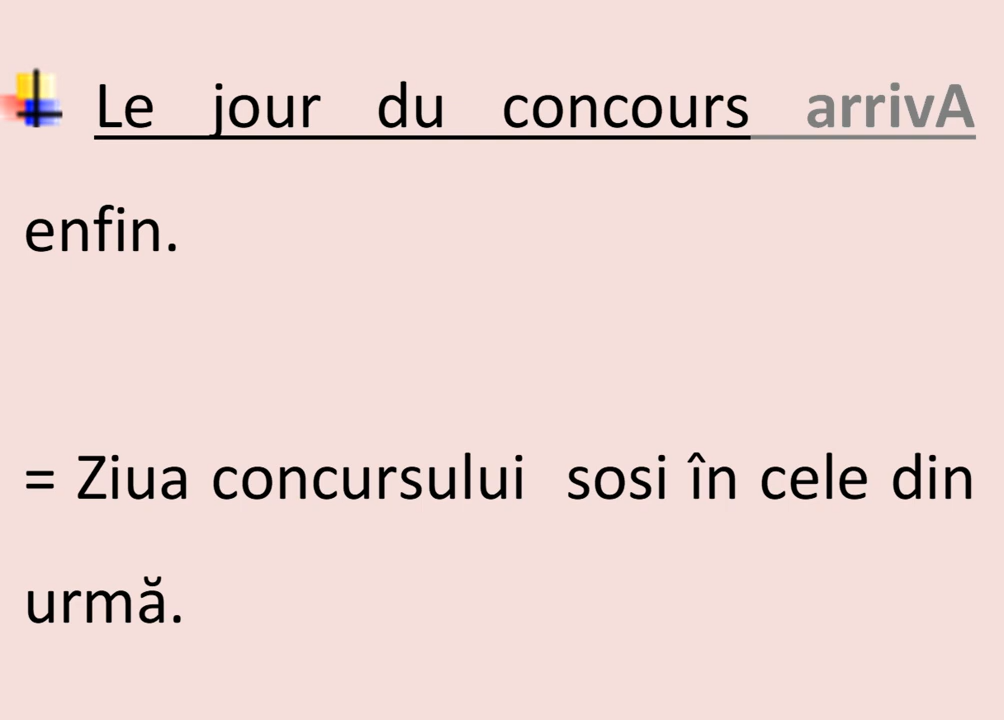 Le jour du concours arrivA
enfin.
= Ziua concursului sosi în cele din
urmă.